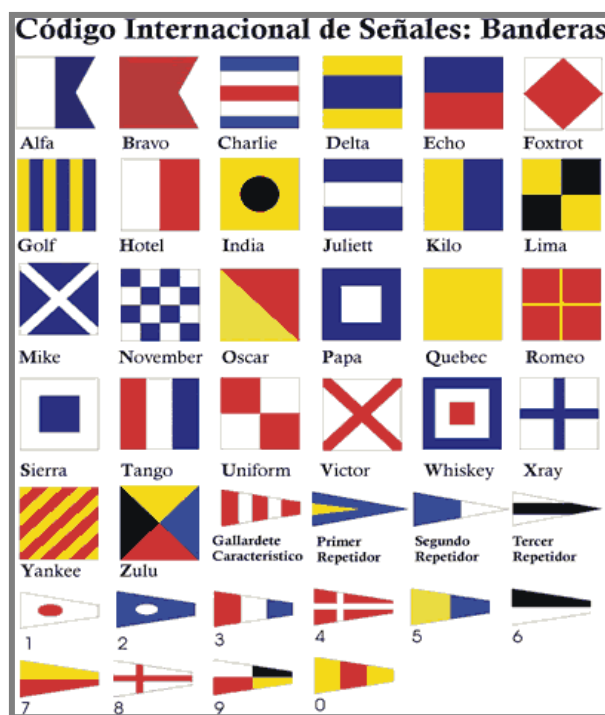 Código Internacional de Señales: Banderas
Alfa Bravo Charlie Delta Echo Foxtrot
Golf Hotel India Juliett Kilo Lima
Mike November Oscar Papa Quebec Romeo
Sierra Tango Uniform Victor Whiskey Xray
Yankee Zulu
Gallardete
Característico
Primer
Repetidor
Segundo
Repetidor
Tercer
Repetidor
1 2 3 4 5 6
7 8 9 0